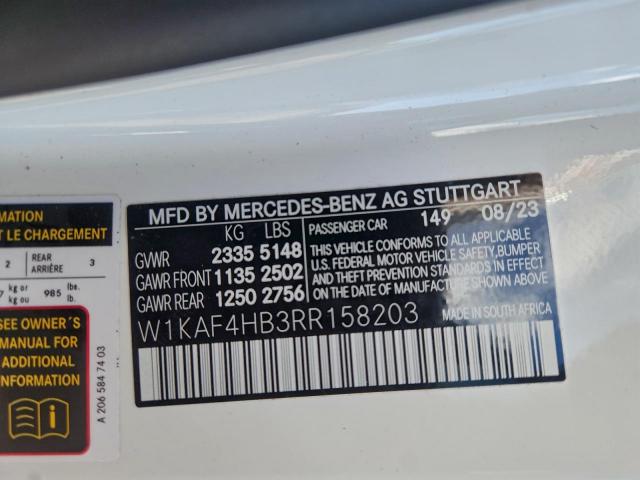 MATION
T LE CHARGEMENT
2 REAR ARRIÈRE 3
7 kg or kg ou 985 lbs. lb.
SEE OWNER´S
MANUAL FOR
ADDITIONAL
INFORMATION
A 206 584 74 03
MFD BY MERCEDES-BENZ AG STUTTGART
KG LBS
GVWR 2335 5148
GAWR FRONT 1135 2502
GAWR REAR 1250 2756
PASSENGER CAR 149 08/23
THIS VEHICLE CONFORMS TO ALL APPLICABLE
U.S. FEDERAL MOTOR VEHICLE SAFETY, BUMPER
AND THEFT PREVENTION STANDARDS IN EFFECT
ON THE DATE OF MANUFACTURE SHOWN ABOVE.
W1KAF4HB3RR158203 MADE IN SOUTH AFRICA